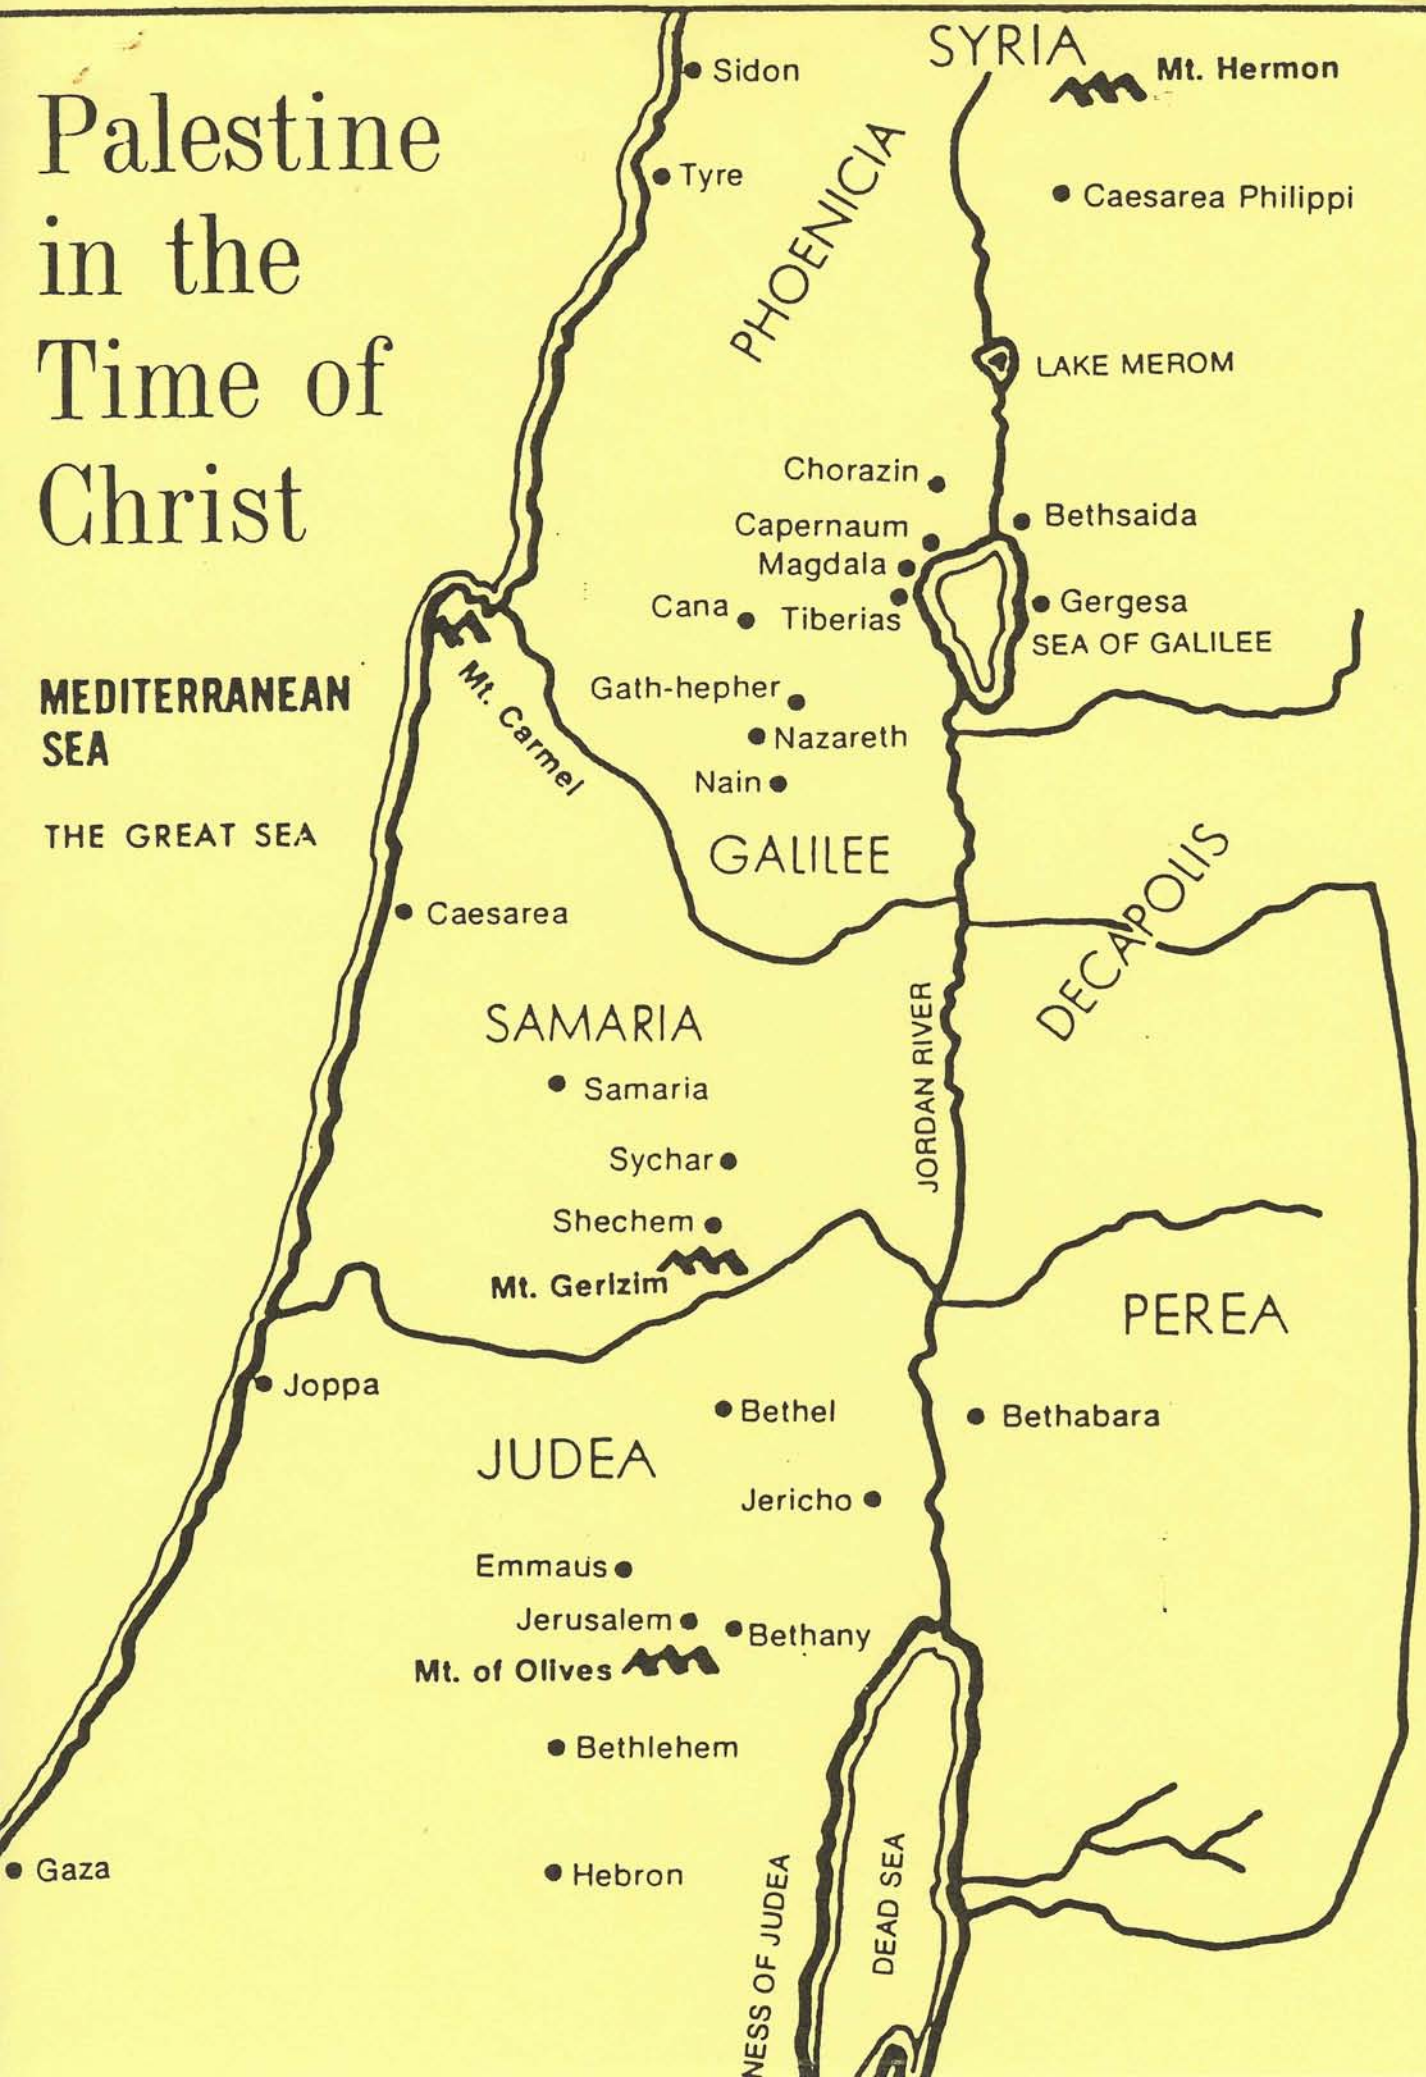 Palestine
in the
Time of
Christ
SYRIA
Mt. Hermon
Sidon
Tyre
PHOENICIA
Caesarea Philippi
LAKE MEROM
Chorazin
Bethsaida
Capernaum
Magdala
Cana
Tiberias
Gergesa
SEA OF GALILEE
Mt. Carmel
MEDITERRANEAN
SEA
THE GREAT SEA
Gath-hepher
Nazareth
Nain
GALILEE
DECAPOLIS
Caesarea
SAMARIA
JORDAN RIVER
Samaria
Sychar
Shechem
Mt. Gerizim
PEREA
Joppa
Bethel
Bethabara
JUDEA
Jericho
Emmaus
Jerusalem
Bethany
Mt. of Olives
Bethlehem
Gaza
Hebron
NESS OF JUDEA
DEAD SEA